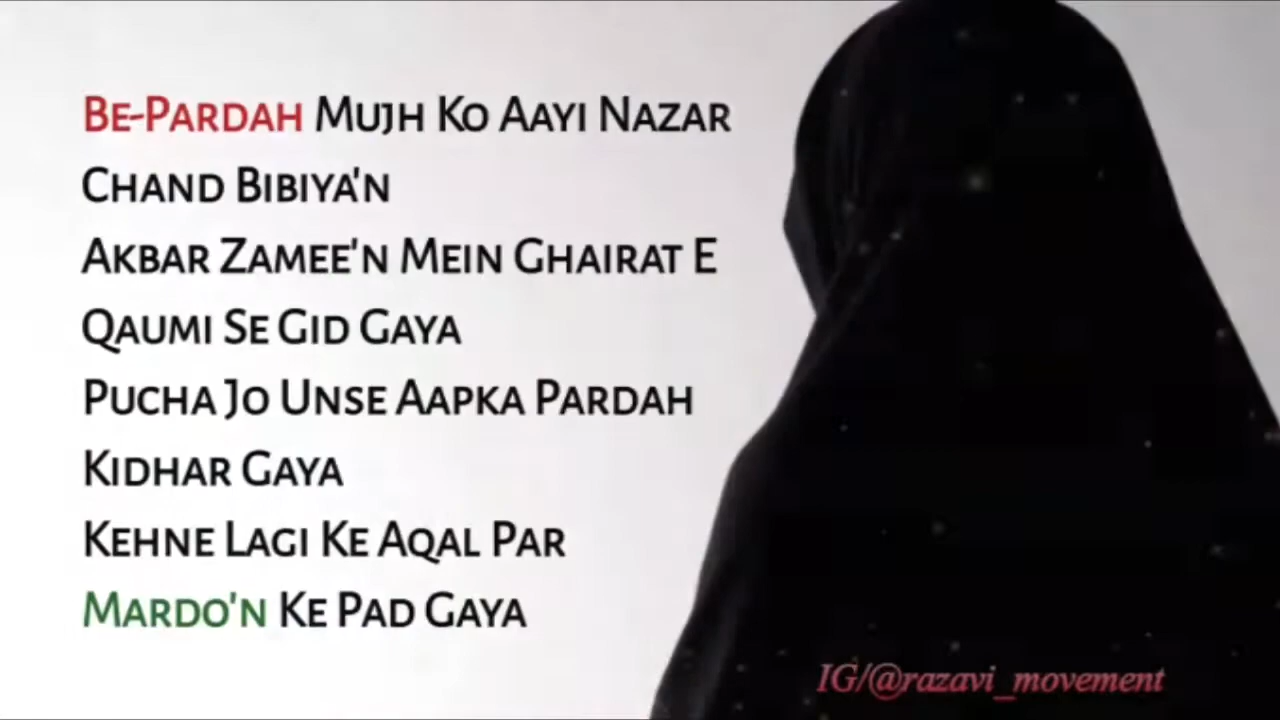 Be-Pardah Mujh Ko Aayi Nazar
Chand Bibiya'n
Akbar Zamee'n Mein Ghairat E
Qaumi Se Gid Gaya
Pucha Jo Unse Aapka Pardah
Kidhar Gaya
Kehne Lagi Ke Aqal Par
Mardo'n Ke Pad Gaya
IG/@razavi_movement